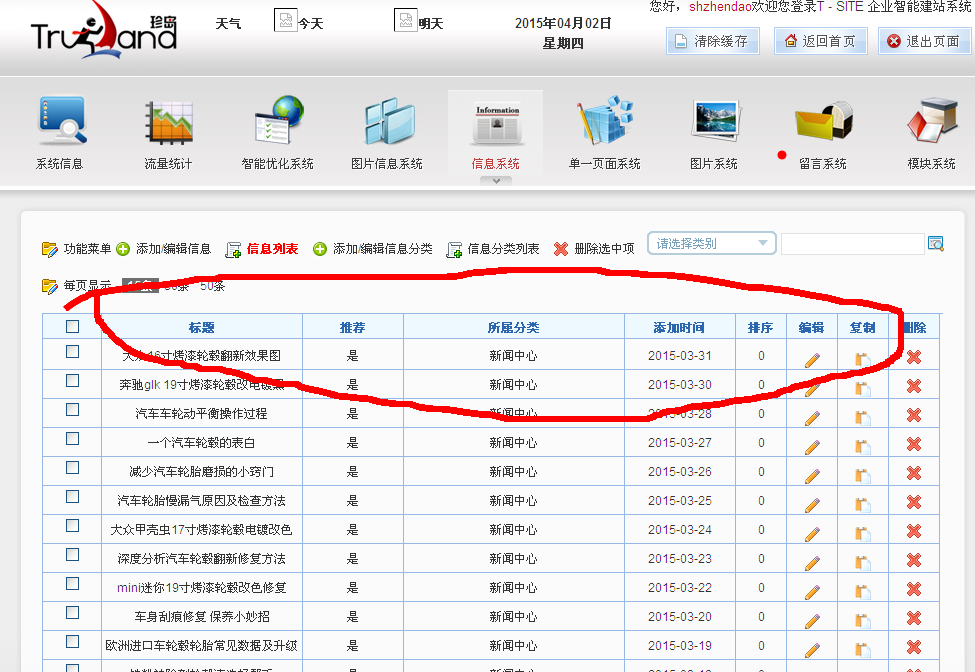 您好，shzhendao欢迎您登录T - SITE 企业智能建站系统
Truland 珍岛
天气 今天 明天
2015年04月02日
星期四
清除缓存 返回首页 退出页面
系统信息 流量统计 智能优化系统 图片信息系统 信息系统 单一页面系统 图片系统 留言系统 模块系统
Information
功能菜单 添加/编辑信息 信息列表 添加/编辑信息分类 信息分类列表 删除选中项 请选择类别
每页显示 50条
标题 推荐 所属分类 添加时间 排序 编辑 复制 删除
大众16寸烤漆轮毂翻新效果图 是 新闻中心 2015-03-31 0
奔驰glk 19寸烤漆轮毂改电镀黑 是 新闻中心 2015-03-30 0
汽车车轮动平衡操作过程 是 新闻中心 2015-03-28 0
一个汽车轮毂的表白 是 新闻中心 2015-03-27 0
减少汽车轮胎磨损的小窍门 是 新闻中心 2015-03-26 0
汽车轮胎慢漏气原因及检查方法 是 新闻中心 2015-03-25 0
大众甲壳虫17寸烤漆轮毂电镀改色 是 新闻中心 2015-03-24 0
深度分析汽车轮毂翻新修复方法 是 新闻中心 2015-03-23 0
mini迷你19寸烤漆轮毂改色修复 是 新闻中心 2015-03-22 0
车身刮痕修复 保养小妙招 是 新闻中心 2015-03-20 0
欧洲进口车轮毂轮胎常见数据及升级 是 新闻中心 2015-03-19 0